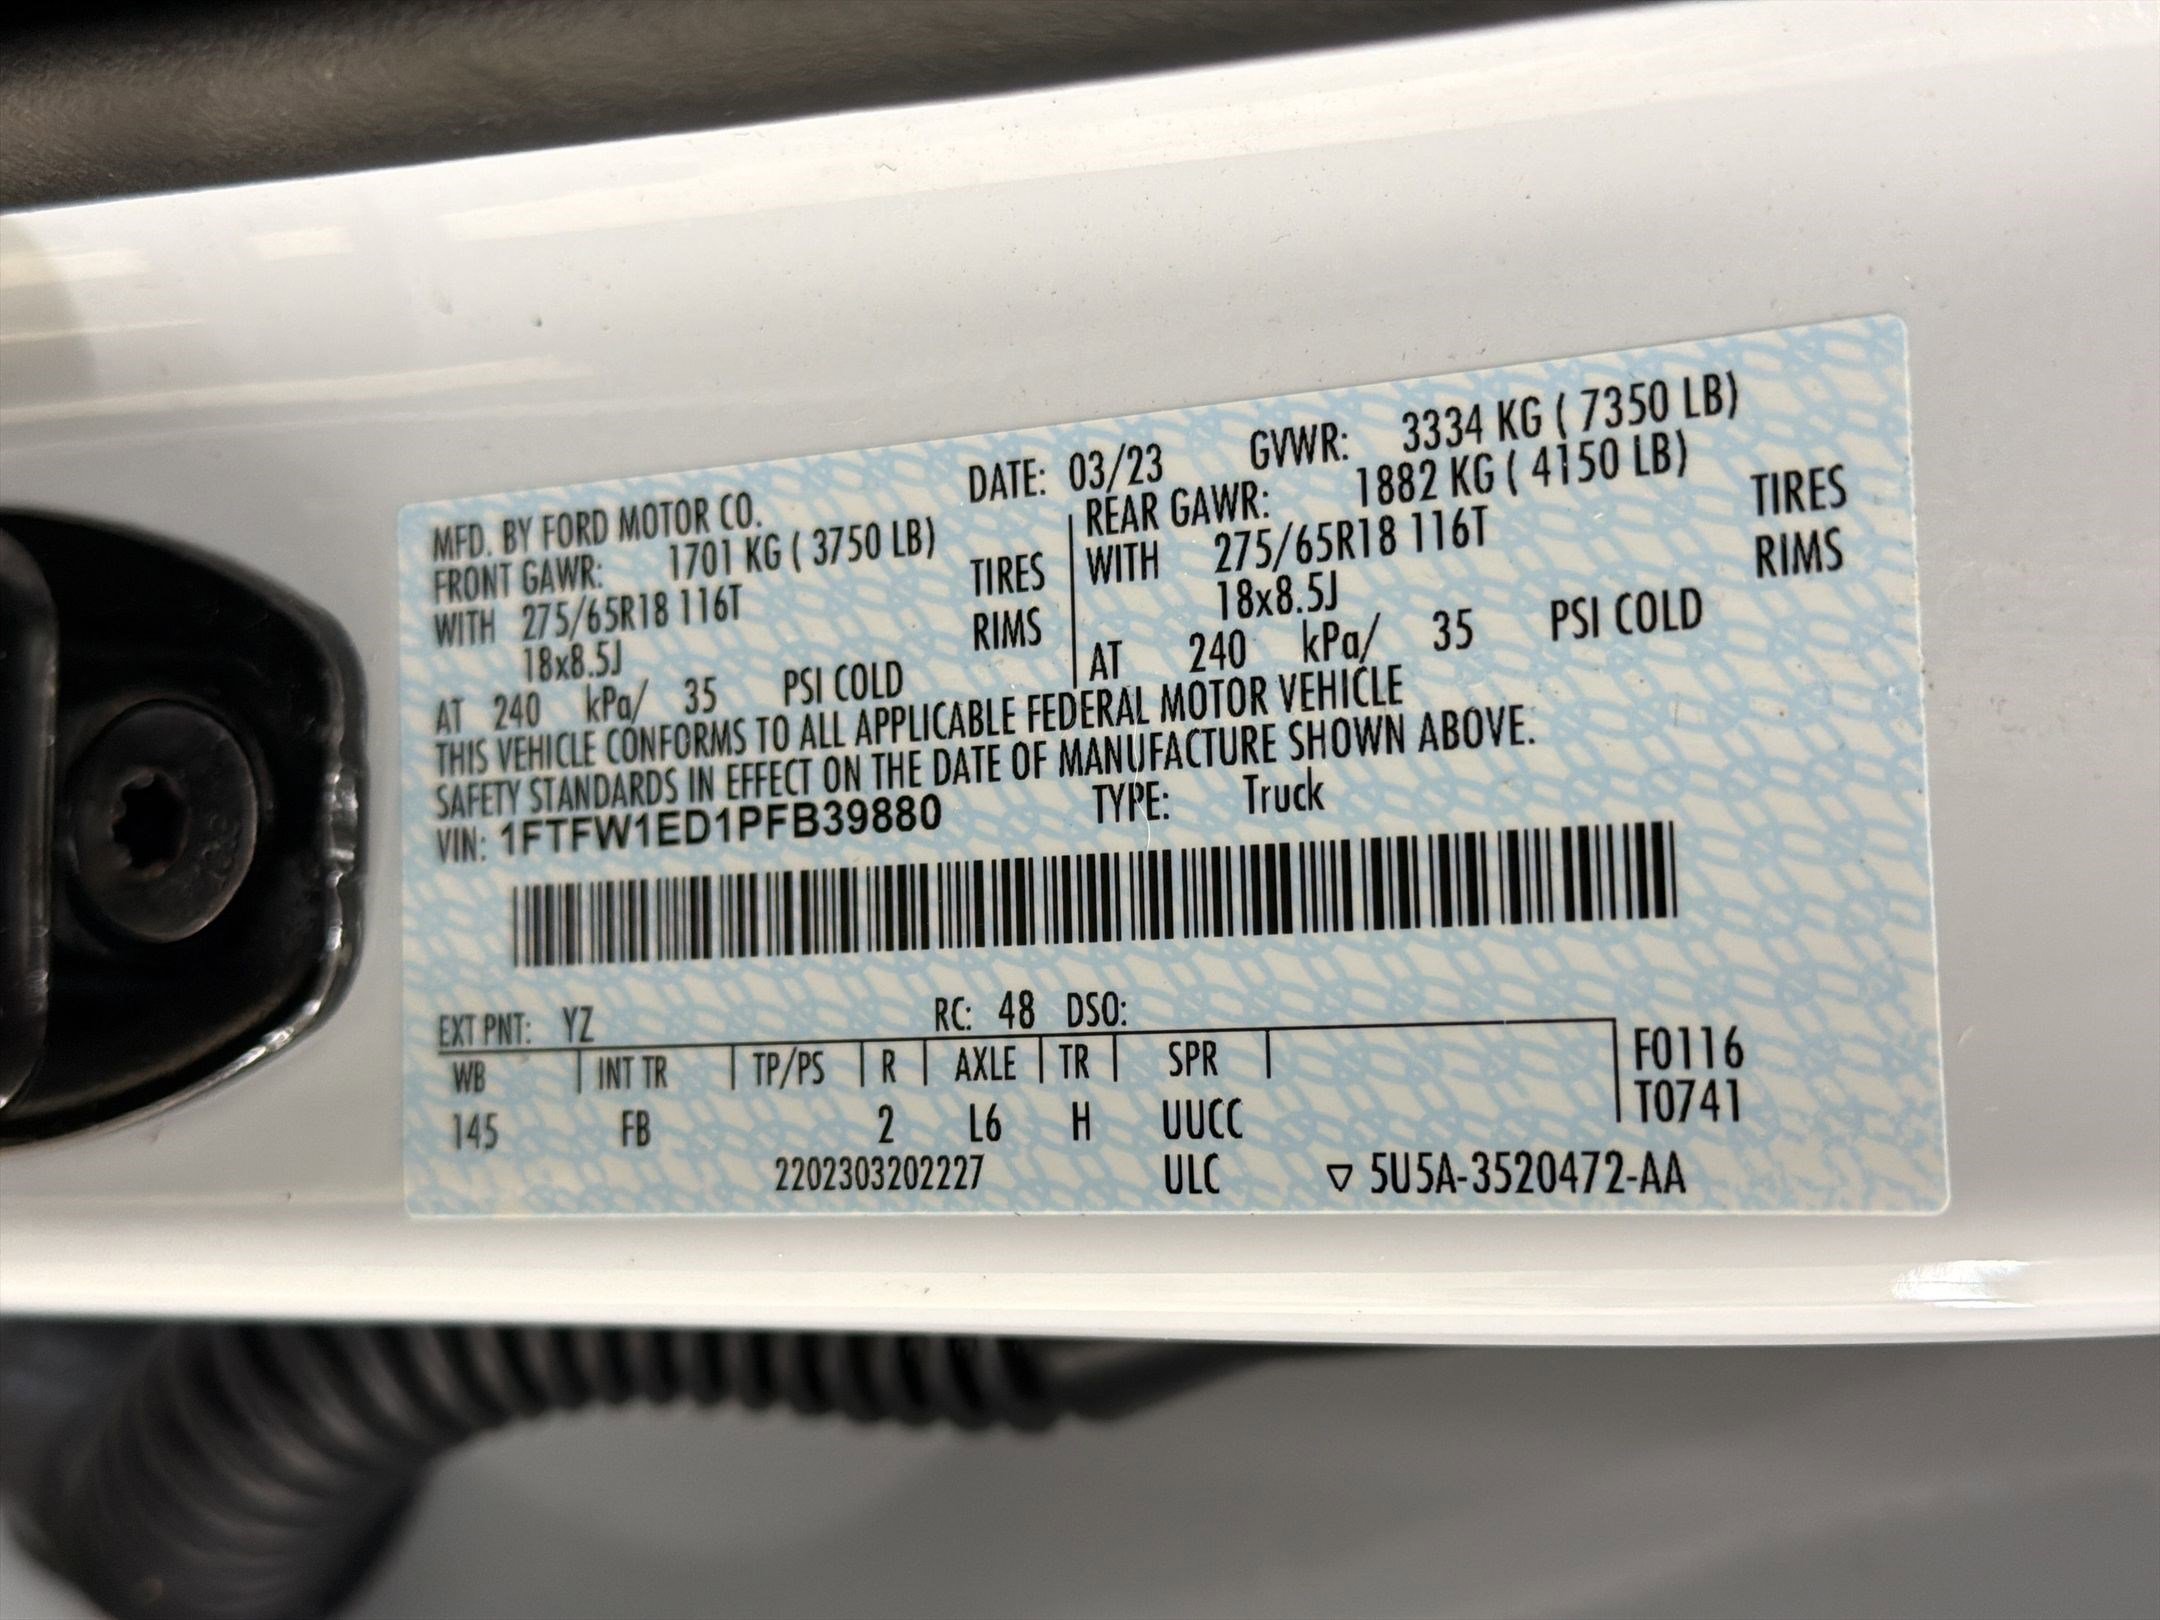 MFD. BY FORD MOTOR CO. DATE: 03/23 GVWR: 3334 KG ( 7350 LB)
FRONT GAWR: 1701 KG ( 3750 LB) REAR GAWR: 1882 KG ( 4150 LB)
WITH 275/65R18 116T TIRES WITH 275/65R18 116T TIRES
18x8.5J RIMS 18x8.5J RIMS
AT 240 kPa/ 35 PSI COLD AT 240 kPa/ 35 PSI COLD
THIS VEHICLE CONFORMS TO ALL APPLICABLE FEDERAL MOTOR VEHICLE
SAFETY STANDARDS IN EFFECT ON THE DATE OF MANUFACTURE SHOWN ABOVE.
VIN: 1FTFW1ED1PFB39880 TYPE: Truck
EXT PNT: YZ RC: 48 DSO:
WB INT TR TP/PS R AXLE TR SPR F0116
145 FB 2 L6 H UUCC T0741
2202303202227 ULC ▽ 5U5A-3520472-AA